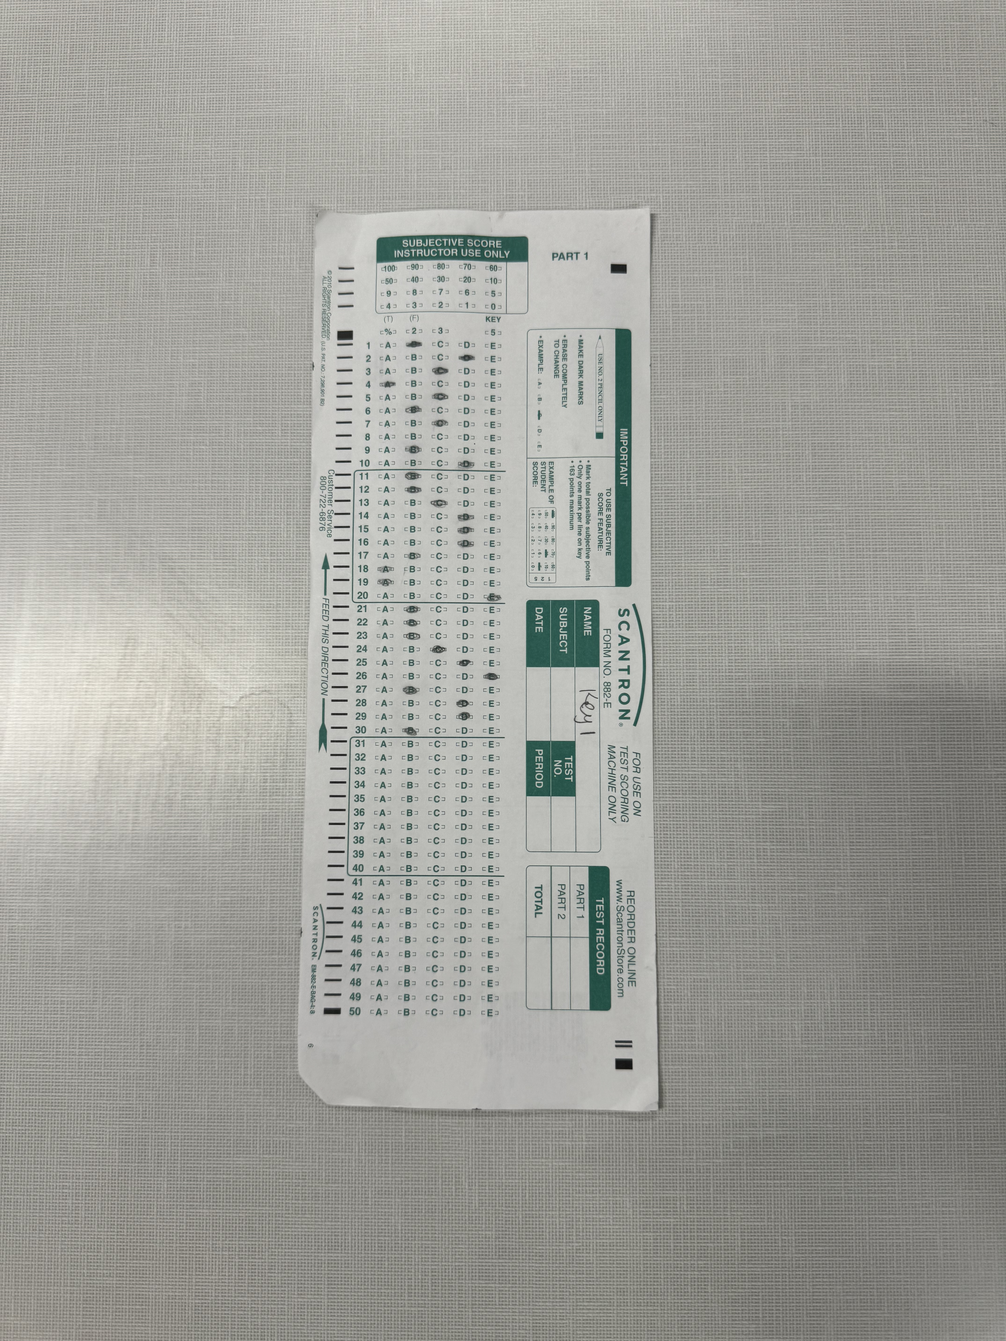 SUBJECTIVE SCORE
INSTRUCTOR USE ONLY
100 90 80 70 60
50 40 30 20 10
9 8 7 6 5
4 3 2 1 0
(T) (F) KEY
% 2 3 5
1 A C D E
2 A B C E
3 A B D E
4 B C D E
5 A B D E
6 A C D E
7 A B D E
8 A B C D E
9 A C D E
10 A B C D E
11 A B C D E
12 A B C D E
13 A B D E
14 A B C D E
15 A B C D E
16 A B C D E
17 A B C D E
18 A B C D E
19 A B C D E
20 A B C D
21 A B C D E
22 A B C D E
23 A B C D E
24 A B C D E
25 A B C D E
26 A B C D E
27 A B C D E
28 A B C D E
29 A B C D E
30 A B C D E
31 A B C D E
32 A B C D E
33 A B C D E
34 A B C D E
35 A B C D E
36 A B C D E
37 A B C D E
38 A B C D E
39 A B C D E
40 A B C D E
41 A B C D E
42 A B C D E
43 A B C D E
44 A B C D E
45 A B C D E
46 A B C D E
47 A B C D E
48 A B C D E
49 A B C D E
50 A B C D E
PART 1
IMPORTANT
USE NO. 2 PENCIL ONLY
• MAKE DARK MARKS
• ERASE COMPLETELY
TO CHANGE
• EXAMPLE: A B D E
TO USE SUBJECTIVE
SCORE FEATURE:
• Mark total possible subjective points
• Only one mark per line on key
• 163 points maximum
EXAMPLE OF
STUDENT
SCORE:
SCANTRON®
FORM NO. 882-E
FOR USE ON
TEST SCORING
MACHINE ONLY
REORDER ONLINE
www.ScantronStore.com
NAME Key 1
SUBJECT
TEST
NO.
DATE
PERIOD
TEST RECORD
PART 1
PART 2
TOTAL
© 2010 Scantron Corporation
ALL RIGHTS RESERVED.
Customer Service
800-722-6876
FEED THIS DIRECTION
SCANTRON.
6